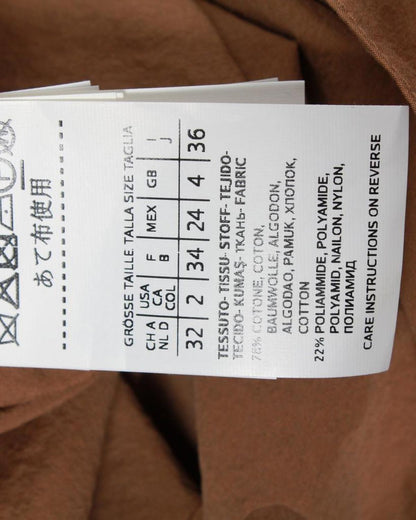 あて布使用
GRÖSSE TAILLE TALLA SIZE TAGLIA
CH A USA F MEX GB I
NL D CA B J
COL
32 2 34 24 4 36
TESSUTO- TISSU- STOFF- TEJIDO-
TECIDO- KUMAŞ- ТКАНЬ- FABRIC
78% COTONE, COTON,
BAUMWOLLE, ALGODON,
ALGODAO, PAMUK, ХЛОПОК,
COTTON
22% POLIAMMIDE, POLYAMIDE,
POLYAMID, NAILON, NYLON,
ПОЛИАМИД
CARE INSTRUCTIONS ON REVERSE